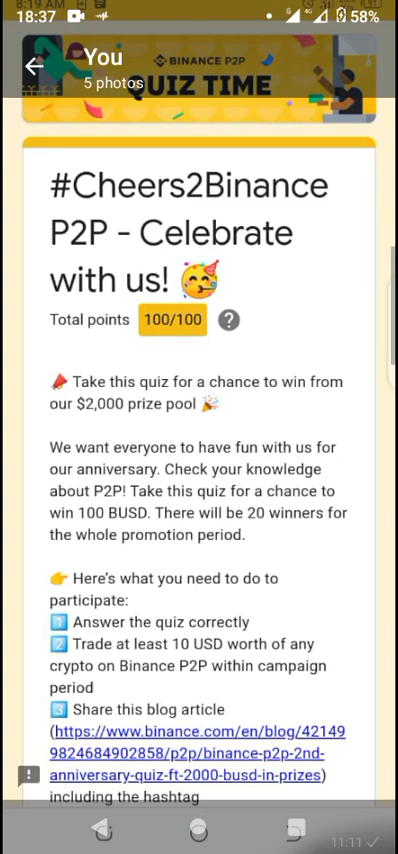 8:19 AM
18:37 58%
You
5 photos
BINANCE P2P
QUIZ TIME
#Cheers2Binance
P2P - Celebrate
with us! 🥳
Total points 100/100 ?
📣 Take this quiz for a chance to win from
our $2,000 prize pool 🎉
We want everyone to have fun with us for
our anniversary. Check your knowledge
about P2P! Take this quiz for a chance to
win 100 BUSD. There will be 20 winners for
the whole promotion period.
👉 Here's what you need to do to
participate:
1️⃣ Answer the quiz correctly
2️⃣ Trade at least 10 USD worth of any
crypto on Binance P2P within campaign
period
3️⃣ Share this blog article
(https://www.binance.com/en/blog/42149
9824684902858/p2p/binance-p2p-2nd-
anniversary-quiz-ft-2000-busd-in-prizes)
including the hashtag
11:11